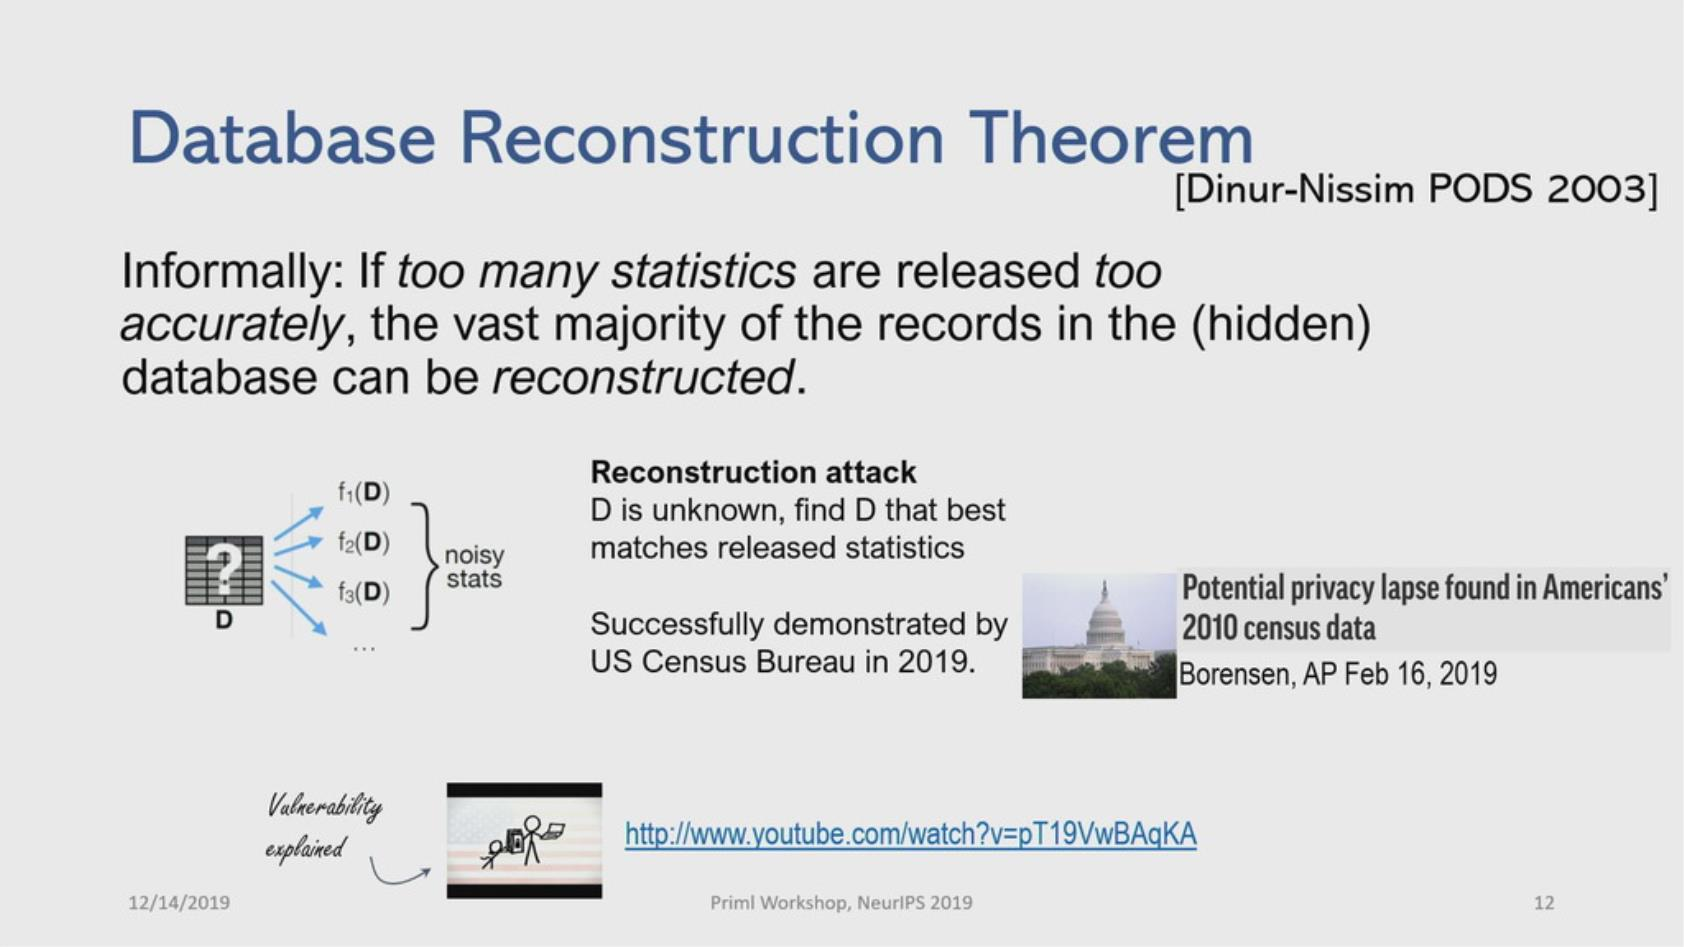 Database Reconstruction Theorem
[Dinur-Nissim PODS 2003]
Informally: If too many statistics are released too
accurately, the vast majority of the records in the (hidden)
database can be reconstructed.
f₁(D)
f₂(D)
f₃(D)
...
?
D
noisy
stats
Reconstruction attack
D is unknown, find D that best
matches released statistics
Successfully demonstrated by
US Census Bureau in 2019.
Potential privacy lapse found in Americans'
2010 census data
Borensen, AP Feb 16, 2019
Vulnerability
explained
http://www.youtube.com/watch?v=pT19VwBAqKA
12/14/2019
Priml Workshop, NeurIPS 2019
12